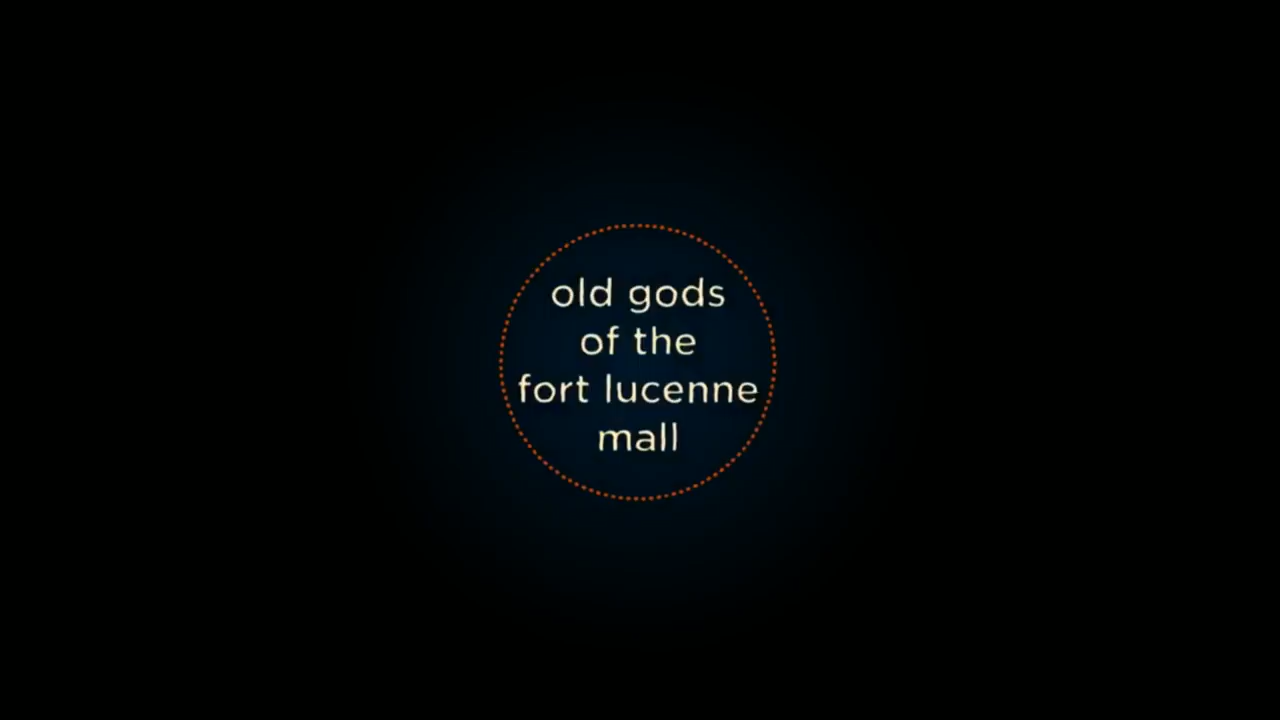 old gods
of the
fort lucenne
mall